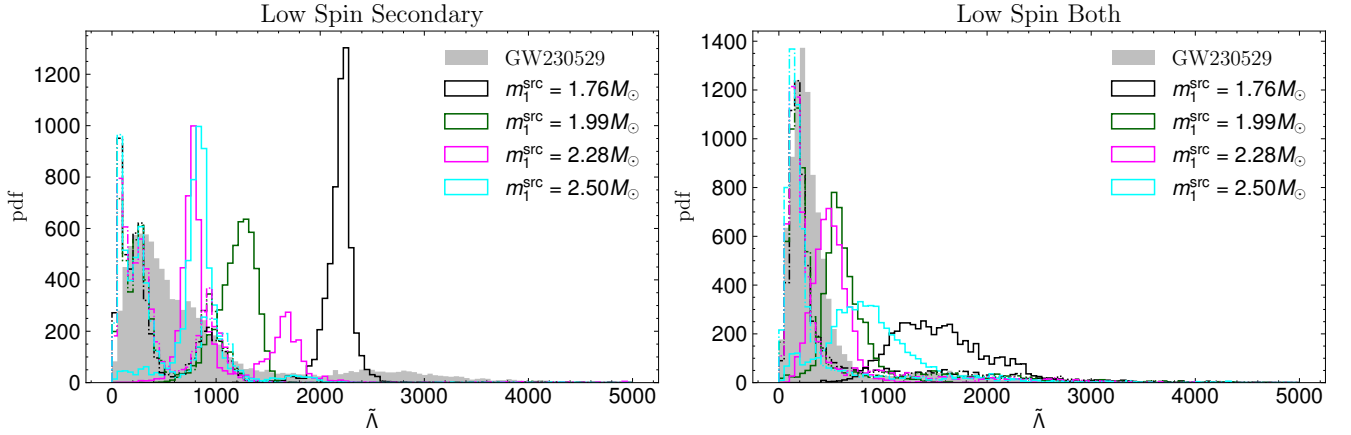 Low Spin Secondary
pdf
1200
1000
800
600
400
200
0
0 1000 2000 3000 4000 5000
Λ̃
GW230529
m₁ˢʳᶜ = 1.76M☉
m₁ˢʳᶜ = 1.99M☉
m₁ˢʳᶜ = 2.28M☉
m₁ˢʳᶜ = 2.50M☉
Low Spin Both
pdf
1400
1200
1000
800
600
400
200
0
0 1000 2000 3000 4000 5000
Λ̃
GW230529
m₁ˢʳᶜ = 1.76M☉
m₁ˢʳᶜ = 1.99M☉
m₁ˢʳᶜ = 2.28M☉
m₁ˢʳᶜ = 2.50M☉